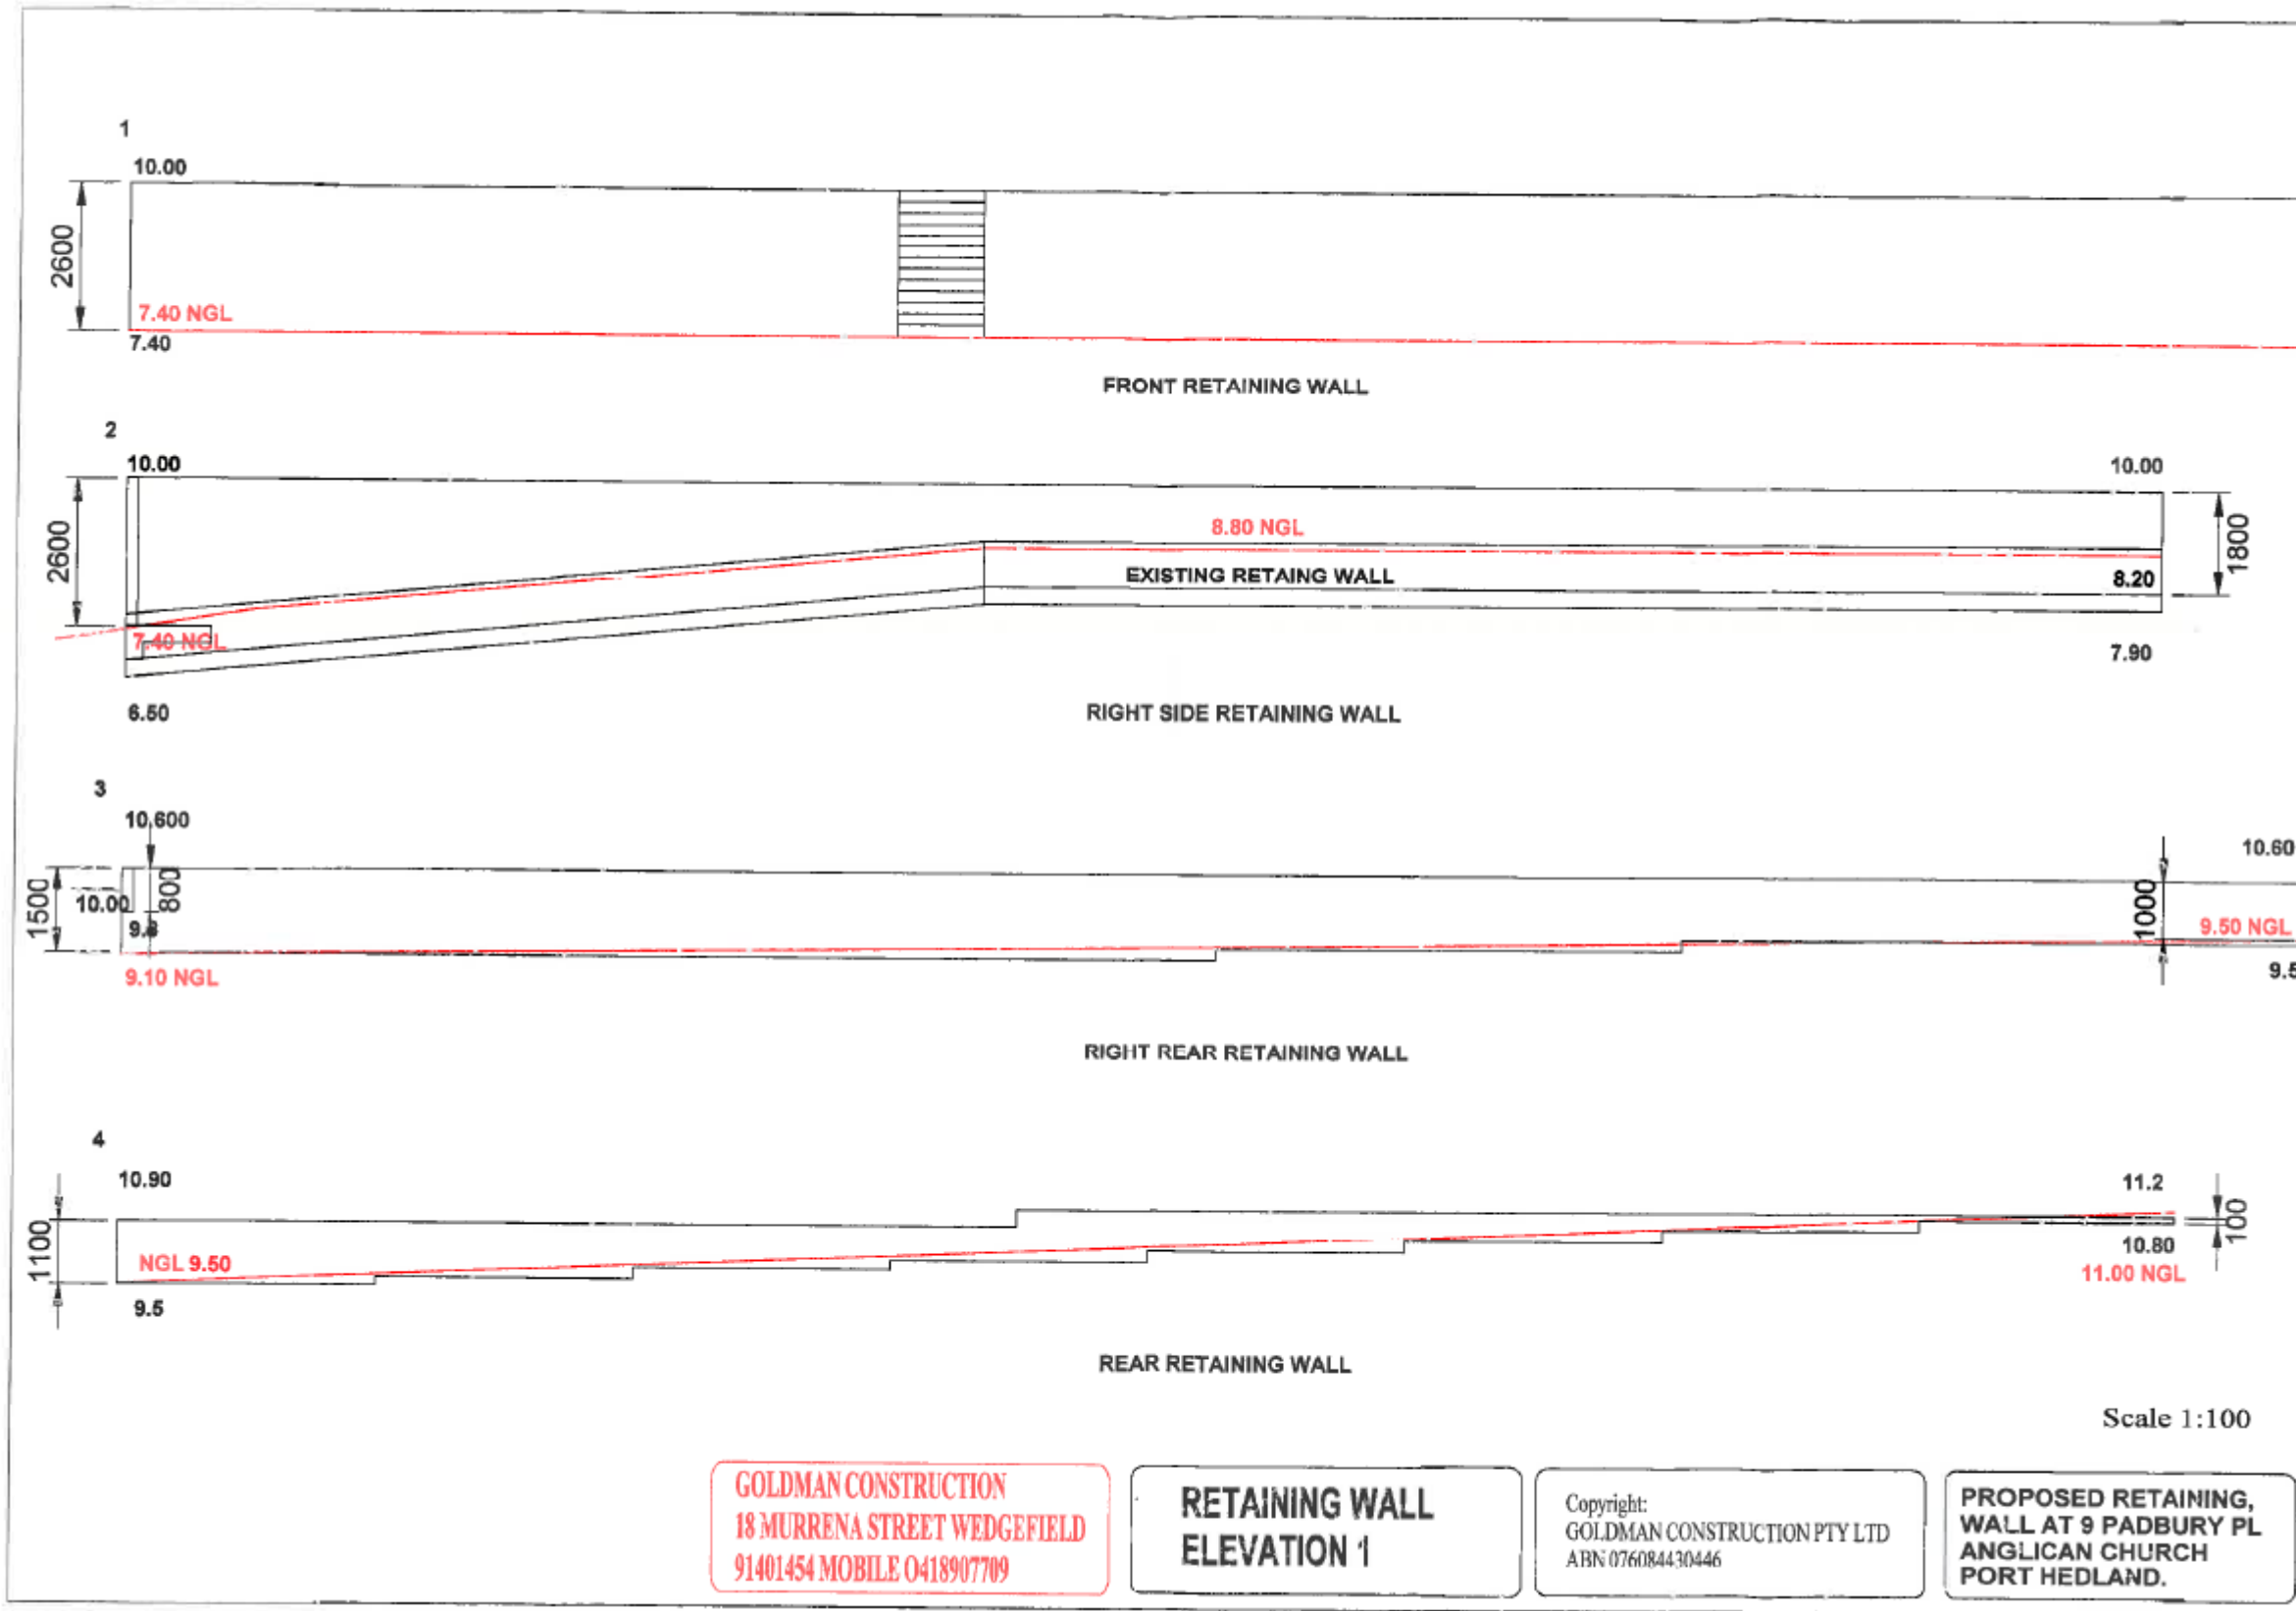 1
10.00
2600
7.40 NGL
7.40
FRONT RETAINING WALL
2
10.00
10.00
2600
8.80 NGL
1800
EXISTING RETAING WALL
8.20
7.40 NGL
7.90
6.50
RIGHT SIDE RETAINING WALL
3
10.600
10.60
1500
10.00
800
1000
9.8
9.50 NGL
9.10 NGL
9.5
RIGHT REAR RETAINING WALL
4
10.90
11.2
1100
100
NGL 9.50
10.80
11.00 NGL
9.5
REAR RETAINING WALL
Scale 1:100
GOLDMAN CONSTRUCTION
18 MURRENA STREET WEDGEFIELD
91401454 MOBILE O418907709
RETAINING WALL
ELEVATION 1
Copyright:
GOLDMAN CONSTRUCTION PTY LTD
ABN 076084430446
PROPOSED RETAINING,
WALL AT 9 PADBURY PL
ANGLICAN CHURCH
PORT HEDLAND.